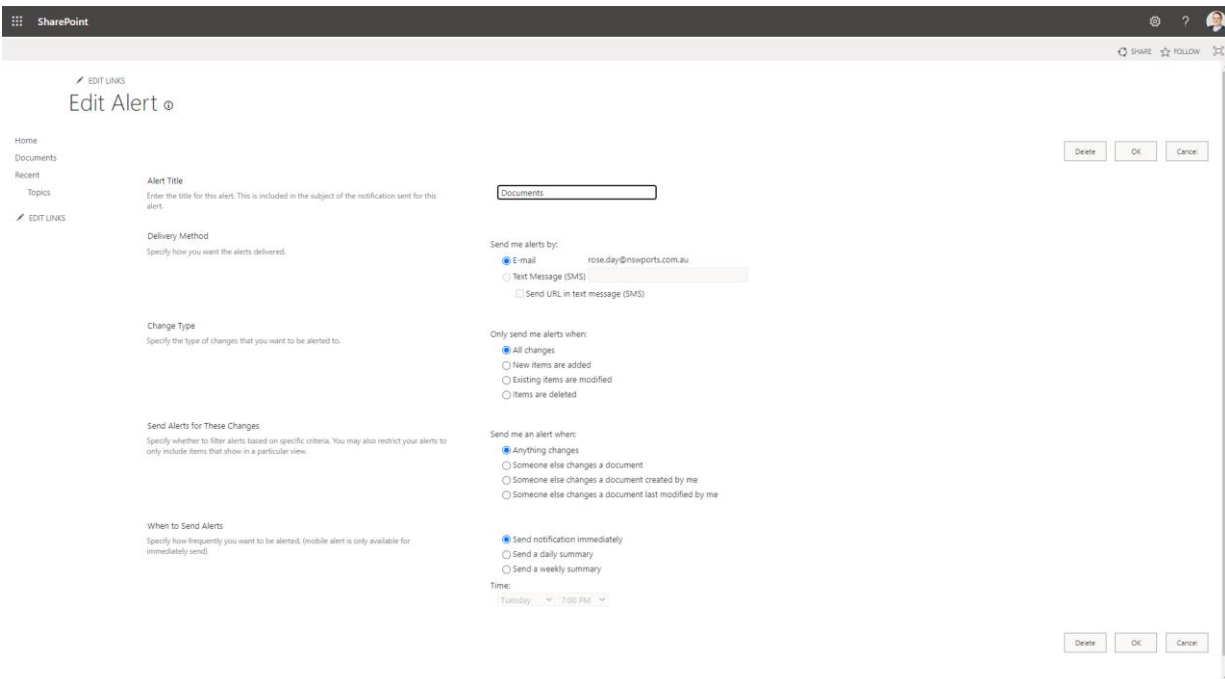 SharePoint
?
SHARE FOLLOW
EDIT LINKS
Edit Alert
Home
Documents
Recent
Topics
EDIT LINKS
Delete OK Cancel
Alert Title
Enter the title for this alert. This is included in the subject of the notification sent for this
alert.
Documents
Delivery Method
Specify how you want the alerts delivered.
Send me alerts by:
E-mail rose.day@nswports.com.au
Text Message (SMS)
Send URL in text message (SMS)
Change Type
Specify the type of changes that you want to be alerted to.
Only send me alerts when:
All changes
New items are added
Existing items are modified
Items are deleted
Send Alerts for These Changes
Specify whether to filter alerts based on specific criteria. You may also restrict your alerts to
only include items that show in a particular view.
Send me an alert when:
Anything changes
Someone else changes a document
Someone else changes a document created by me
Someone else changes a document last modified by me
When to Send Alerts
Specify how frequently you want to be alerted. (mobile alert is only available for
immediately send)
Send notification immediately
Send a daily summary
Send a weekly summary
Time:
Tuesday 7:00 PM
Delete OK Cancel